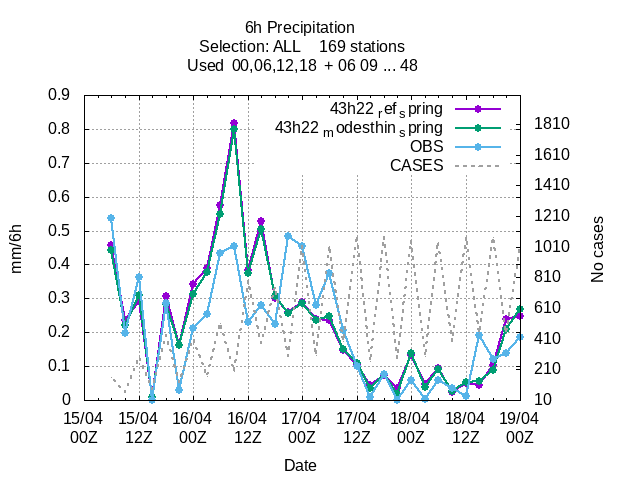 6h Precipitation
Selection: ALL    169 stations
Used  00,06,12,18  + 06 09 ... 48
43h22 ref spring
43h22 modesthin spring
OBS
CASES
mm/6h
0.9
0.8
0.7
0.6
0.5
0.4
0.3
0.2
0.1
0
1810
1610
1410
1210
1010
810
610
410
210
10
No cases
15/04 15/04 16/04 16/04 17/04 17/04 18/04 18/04 19/04
00Z 12Z 00Z 12Z 00Z 12Z 00Z 12Z 00Z
Date